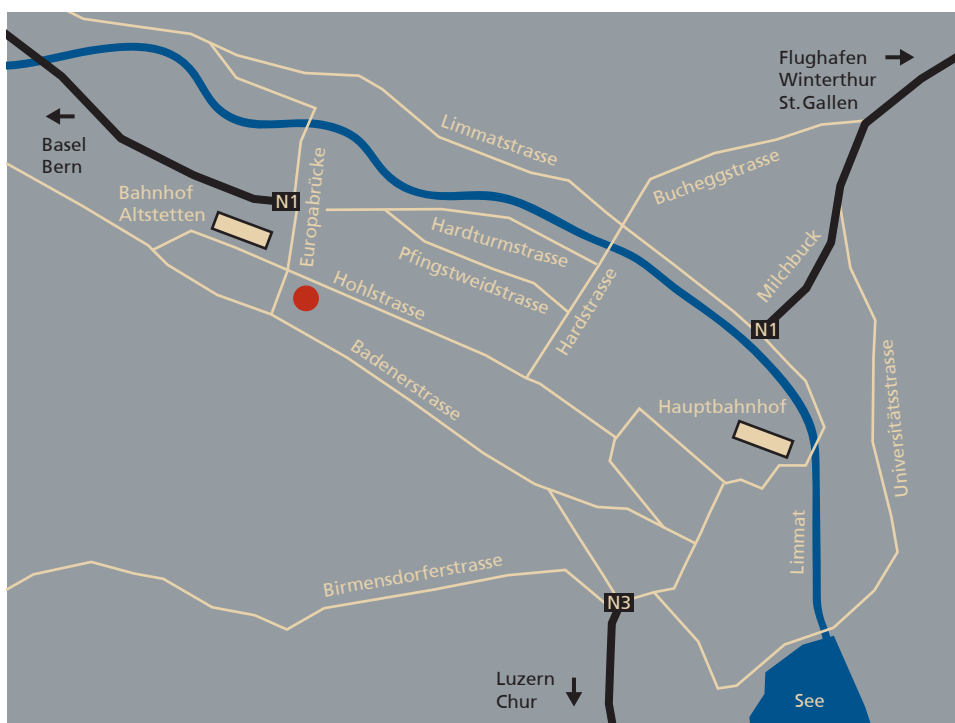 Flughafen
Winterthur
St. Gallen
Limmatstrasse
Basel
Bern
Bucheggstrasse
Bahnhof
Altstetten
N1
Europabrücke
Hardturmstrasse
Pfingstweidstrasse
Milchbuck
Hohlstrasse
Hardstrasse
N1
Badenerstrasse
Universitätsstrasse
Hauptbahnhof
Limmat
Birmensdorferstrasse
N3
Luzern
Chur
See